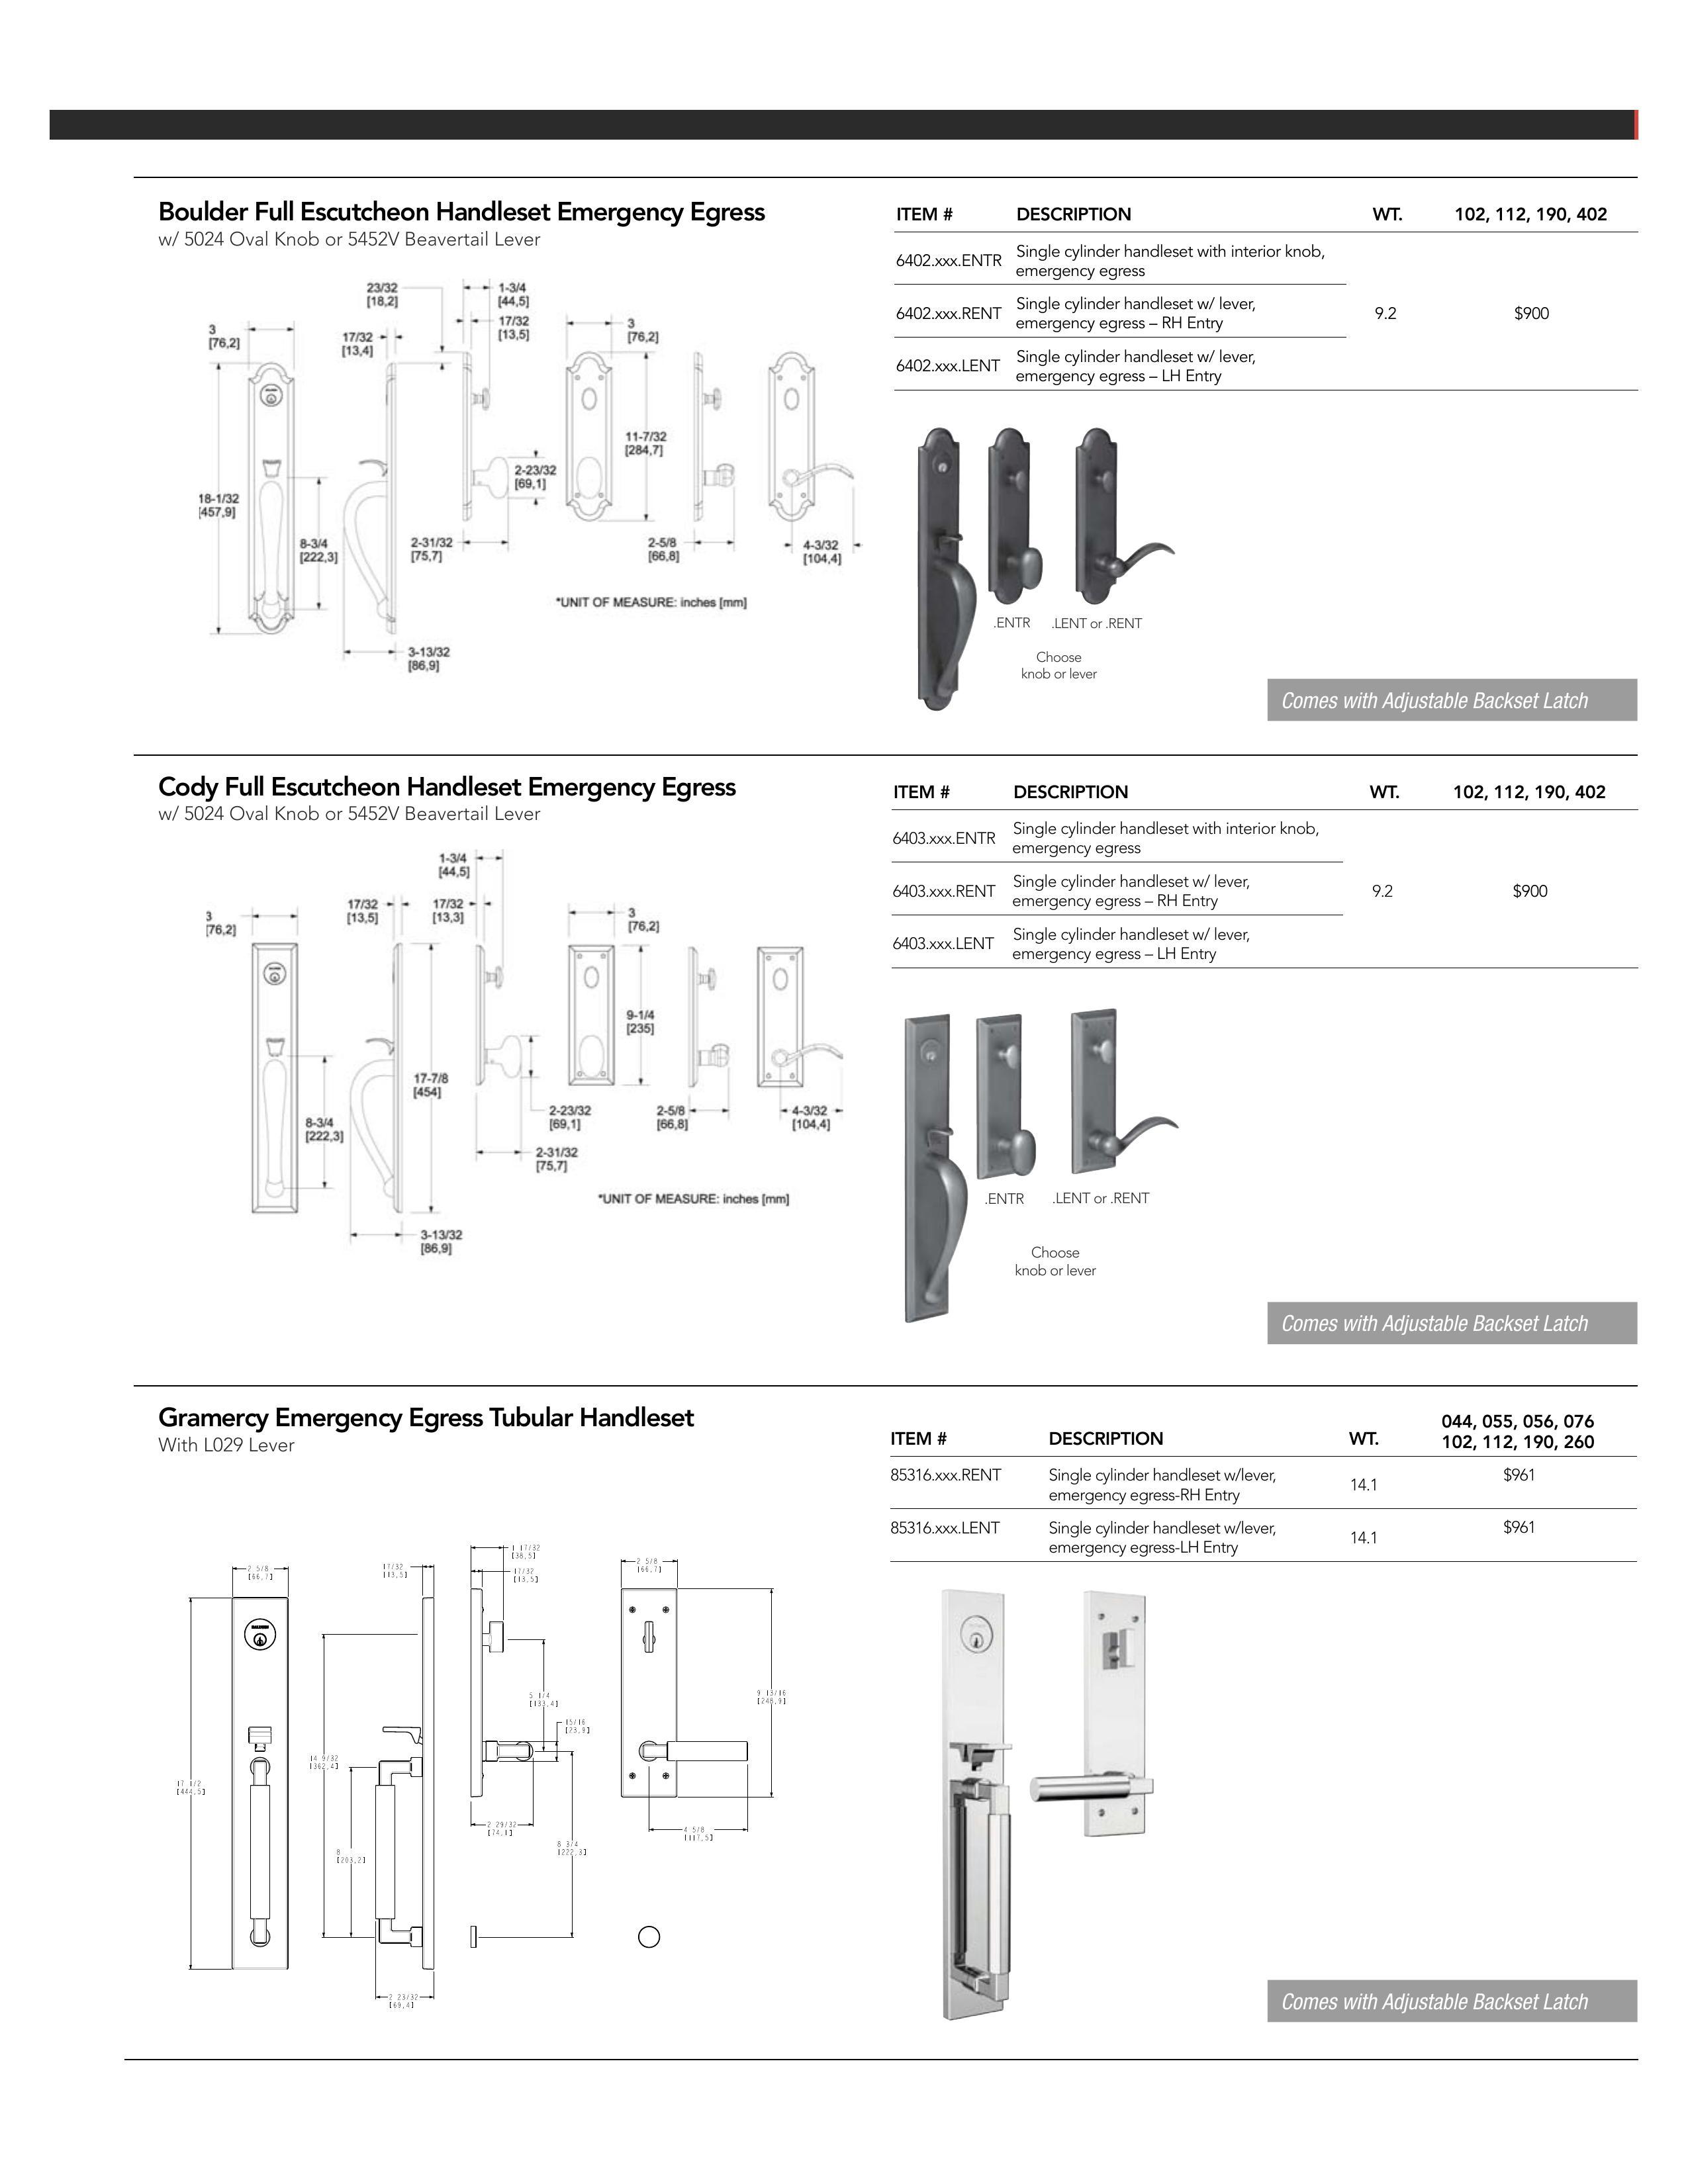 Boulder Full Escutcheon Handleset Emergency Egress
w/ 5024 Oval Knob or 5452V Beavertail Lever
ITEM # DESCRIPTION WT. 102, 112, 190, 402
6402.xxx.ENTR Single cylinder handleset with interior knob,
emergency egress
6402.xxx.RENT Single cylinder handleset w/ lever,
emergency egress – RH Entry
9.2 $900
6402.xxx.LENT Single cylinder handleset w/ lever,
emergency egress – LH Entry
23/32
[18,2]
1-3/4
[44,5]
3
[76,2]
17/32
[13,4]
17/32
[13,5]
3
[76,2]
11-7/32
[284,7]
2-23/32
[69,1]
18-1/32
[457,9]
8-3/4
[222,3]
2-31/32
[75,7]
2-5/8
[66,8]
4-3/32
[104,4]
*UNIT OF MEASURE: inches [mm]
3-13/32
[86,9]
.ENTR .LENT or .RENT
Choose
knob or lever
Comes with Adjustable Backset Latch
Cody Full Escutcheon Handleset Emergency Egress
w/ 5024 Oval Knob or 5452V Beavertail Lever
ITEM # DESCRIPTION WT. 102, 112, 190, 402
6403.xxx.ENTR Single cylinder handleset with interior knob,
emergency egress
6403.xxx.RENT Single cylinder handleset w/ lever,
emergency egress – RH Entry
9.2 $900
6403.xxx.LENT Single cylinder handleset w/ lever,
emergency egress – LH Entry
1-3/4
[44,5]
3
[76,2]
17/32
[13,5]
17/32
[13,3]
3
[76,2]
9-1/4
[235]
17-7/8
[454]
8-3/4
[222,3]
2-23/32
[69,1]
2-5/8
[66,8]
4-3/32
[104,4]
2-31/32
[75,7]
*UNIT OF MEASURE: inches [mm]
3-13/32
[86,9]
.ENTR .LENT or .RENT
Choose
knob or lever
Comes with Adjustable Backset Latch
Gramercy Emergency Egress Tubular Handleset
With L029 Lever
044, 055, 056, 076
ITEM # DESCRIPTION WT. 102, 112, 190, 260
85316.xxx.RENT Single cylinder handleset w/lever,
emergency egress-RH Entry
14.1 $961
85316.xxx.LENT Single cylinder handleset w/lever,
emergency egress-LH Entry
14.1 $961
2 5/8
[66,7]
17/32
[13,5]
1 17/32
[38,5]
17/32
[13,5]
2 5/8
[66,7]
BALDWIN
5 1/4
[133,4]
9 13/16
[248,9]
15/16
[23,9]
14 9/32
[362,4]
17 1/2
[444,5]
2 29/32
[74,1]
4 5/8
[117,5]
8
[203,2]
8 3/4
[222,3]
2 23/32
[69,4]
Comes with Adjustable Backset Latch